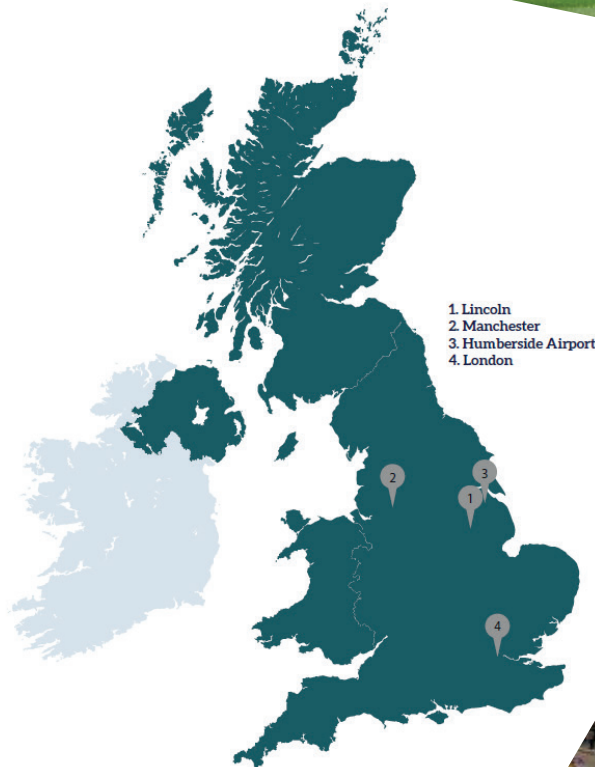 1. Lincoln
2. Manchester
3. Humberside Airport
4. London
3
2
1
4